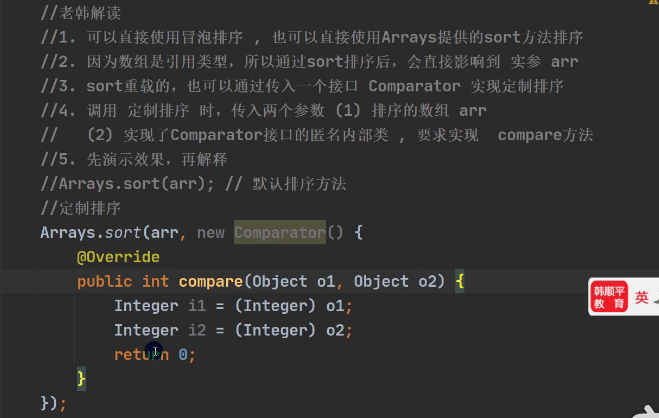 //老韩解读
//1. 可以直接使用冒泡排序 , 也可以直接使用Arrays提供的sort方法排序
//2. 因为数组是引用类型，所以通过sort排序后，会直接影响到 实参 arr
//3. sort重载的，也可以通过传入一个接口 Comparator 实现定制排序
//4. 调用 定制排序 时，传入两个参数 (1) 排序的数组 arr
//   (2) 实现了Comparator接口的匿名内部类 , 要求实现  compare方法
//5. 先演示效果，再解释
//Arrays.sort(arr); // 默认排序方法
//定制排序
Arrays.sort(arr, new Comparator() {
@Override
public int compare(Object o1, Object o2) {
Integer i1 = (Integer) o1;
Integer i2 = (Integer) o2;
return 0;
}
});
韩顺平
教 育
英